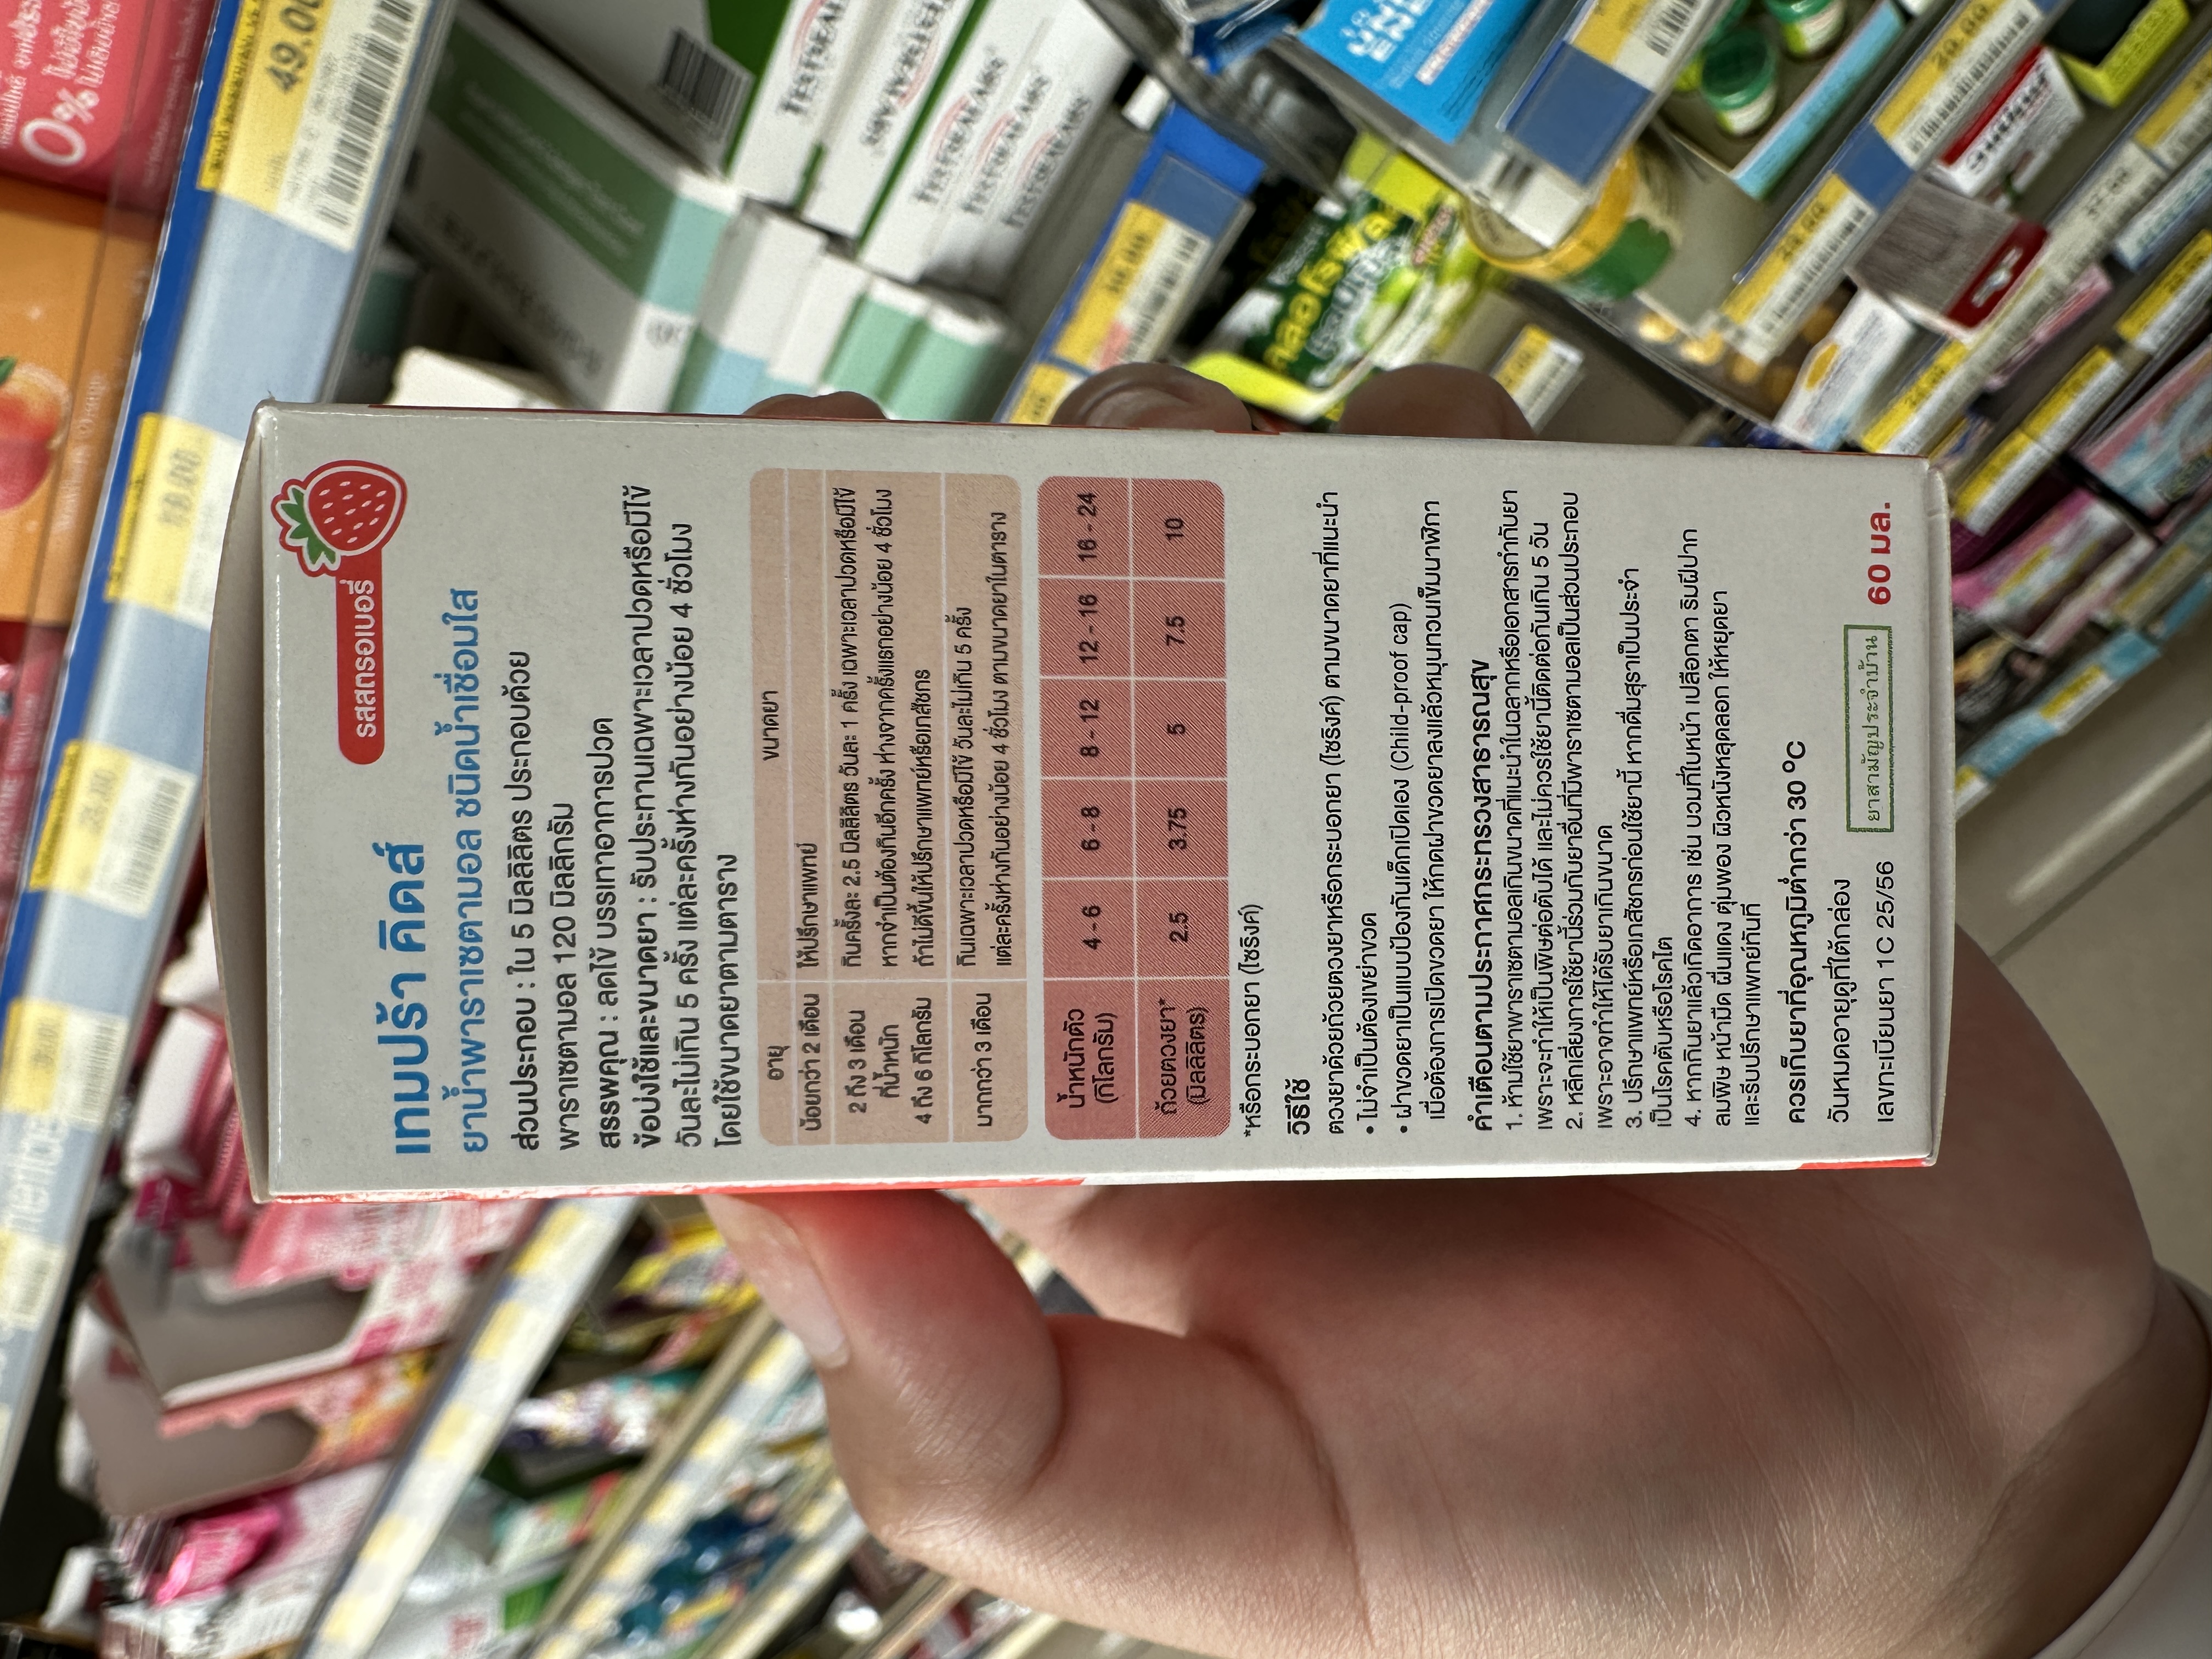 รสสตรอเบอรี่
เทมปร้า คิดส์
ยาน้ำพาราเซตามอล ชนิดน้ำเชื่อมใส
ส่วนประกอบ : ใน 5 มิลลิลิตร ประกอบด้วย
พาราเซตามอล 120 มิลลิกรัม
สรรพคุณ : ลดไข้ บรรเทาอาการปวด
ข้อบ่งใช้และขนาดยา : รับประทานเฉพาะเวลาปวดหรือมีไข้
วันละไม่เกิน 5 ครั้ง แต่ละครั้งห่างกันอย่างน้อย 4 ชั่วโมง
โดยใช้ขนาดยาตามตาราง
อายุ ขนาดยา
น้อยกว่า 2 เดือน ให้ปรึกษาแพทย์
2 ถึง 3 เดือน กินครั้งละ 2.5 มิลลิลิตร วันละ 1 ครั้ง เฉพาะเวลาปวดหรือมีไข้
ที่น้ำหนัก หากจำเป็นต้องกินอีกครั้ง ห่างจากครั้งแรกอย่างน้อย 4 ชั่วโมง
4 ถึง 6 กิโลกรัม ถ้าไม่ดีขึ้นให้ปรึกษาแพทย์หรือเภสัชกร
มากกว่า 3 เดือน กินเฉพาะเวลาปวดหรือมีไข้ วันละไม่เกิน 5 ครั้ง
แต่ละครั้งห่างกันอย่างน้อย 4 ชั่วโมง ตามขนาดยาในตาราง
น้ำหนักตัว
(กิโลกรัม) 4 - 6 6 - 8 8 - 12 12 - 16 16 - 24
ถ้วยตวงยา*
(มิลลิลิตร) 2.5 3.75 5 7.5 10
*หรือกระบอกยา (ไซริงค์)
วิธีใช้
ตวงยาด้วยถ้วยตวงยาหรือกระบอกยา (ไซริงค์) ตามขนาดยาที่แนะนำ
• ไม่จำเป็นต้องเขย่าขวด
• ฝาขวดยาเป็นแบบป้องกันเด็กเปิดเอง (Child-proof cap)
เมื่อต้องการเปิดขวดยา ให้กดฝาขวดยาลงแล้วหมุนทวนเข็มนาฬิกา
คำเตือนตามประกาศกระทรวงสาธารณสุข
1. ห้ามใช้ยาพาราเซตามอลเกินขนาดที่แนะนำในฉลากหรือเอกสารกำกับยา
เพราะจะทำให้เป็นพิษต่อตับได้ และไม่ควรใช้ยานี้ติดต่อกันเกิน 5 วัน
2. หลีกเลี่ยงการใช้ยานี้ร่วมกับยาอื่นที่มีพาราเซตามอลเป็นส่วนประกอบ
เพราะอาจทำให้ได้รับยาเกินขนาด
3. ปรึกษาแพทย์หรือเภสัชกรก่อนใช้ยานี้ หากดื่มสุราเป็นประจำ
เป็นโรคตับหรือโรคไต
4. หากกินยาแล้วเกิดอาการ เช่น บวมที่ใบหน้า เปลือกตา ริมฝีปาก
ลมพิษ หน้ามืด ผื่นแดง ตุ่มพอง ผิวหนังหลุดลอก ให้หยุดยา
และรีบปรึกษาแพทย์ทันที
ควรเก็บยาที่อุณหภูมิต่ำกว่า 30 °C
วันหมดอายุดูที่ใต้กล่อง
เลขทะเบียนยา 1C 25/56 ยาสามัญประจำบ้าน 60 มล.
0%
19.00
TESTSEALABS
TESTSEALABS
TESTSEALABS